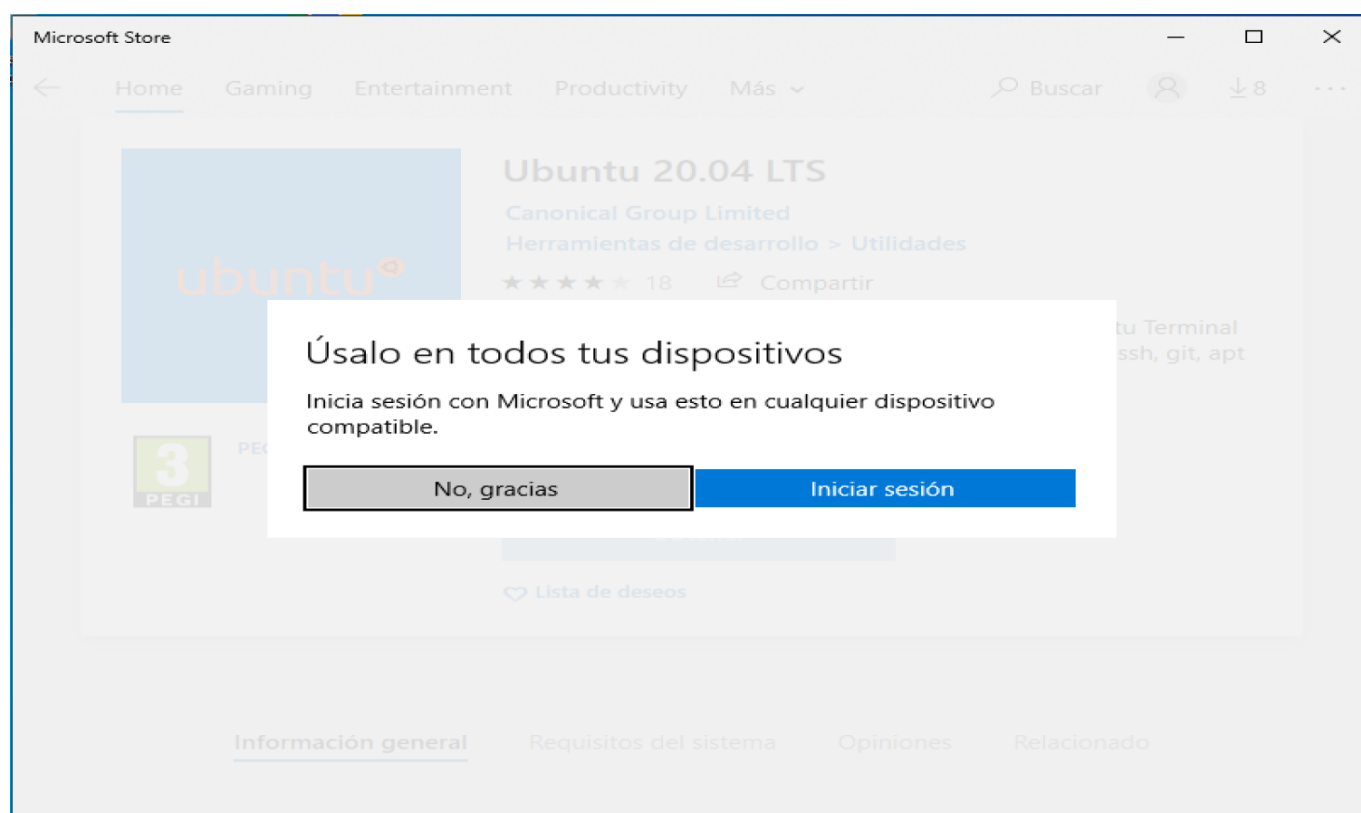 Microsoft Store
Home Gaming Entertainment Productivity Más Buscar 8
Ubuntu 20.04 LTS
Canonical Group Limited
Herramientas de desarrollo > Utilidades
ubuntu
18 Compartir
tu Terminal
ssh, git, apt
Úsalo en todos tus dispositivos
Inicia sesión con Microsoft y usa esto en cualquier dispositivo
compatible.
3
PEGI
No, gracias Iniciar sesión
Lista de deseos
Información general Requisitos del sistema Opiniones Relacionado